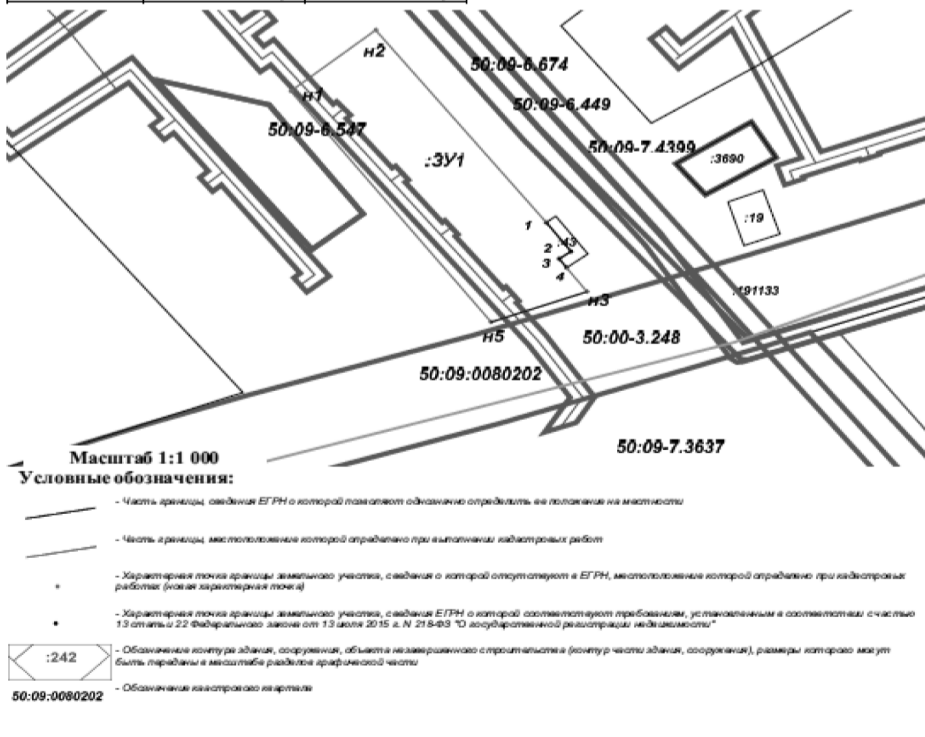 н2
50:09-6.674
н1
50:09-6.449
50:09-6.547
50:09-7.4399
:ЗУ1
:3690
:19
1
2
:43
3
4
:191133
н3
н5
50:00-3.248
50:09:0080202
50:09-7.3637
Масштаб 1:1 000
Условные обозначения:
- Часть границы, сведения ЕГРН о которой позволяют однозначно определить ее положение на местности
- Часть границы, местоположение которой определено при выполнении кадастровых работ
- Характерная точка границы земельного участка, сведения о которой отсутствуют в ЕГРН, местоположение которой определено при кадастровых
работах (новая характерная точка)
- Характерная точка границы земельного участка, сведения ЕГРН о которой соответствуют требованиям, установленным в соответствии с частью
13 статьи 22 Федерального закона от 13 июля 2015 г. N 218-ФЗ "О государственной регистрации недвижимости"
:242
- Обозначение контура здания, сооружения, объекта незавершенного строительства (контур части здания, сооружения), размеры которого могут
быть переданы в масштабе разделов графической части
50:09:0080202
- Обозначение каастрового квартала